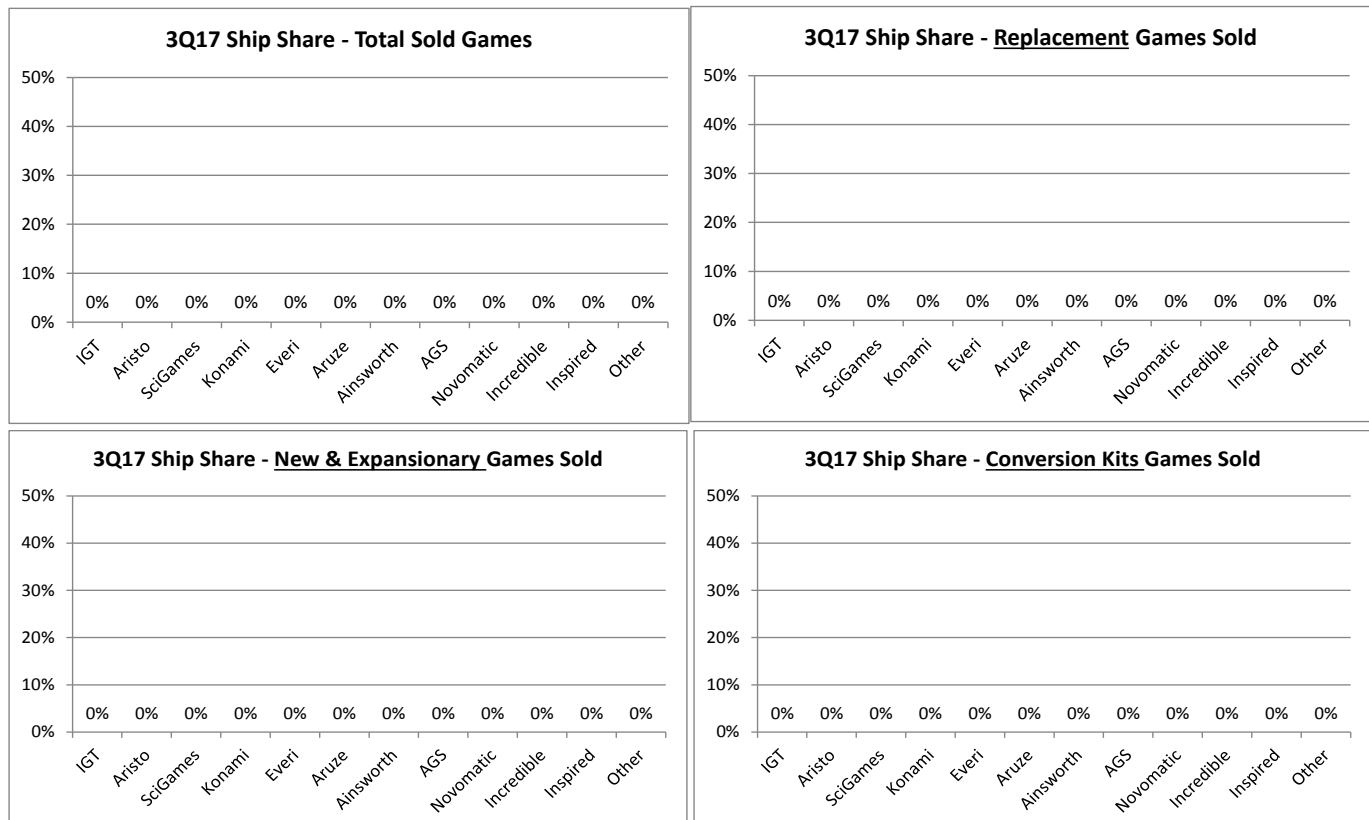 3Q17 Ship Share - Total Sold Games
50%
40%
30%
20%
10%
0%
0% 0% 0% 0% 0% 0% 0% 0% 0% 0% 0% 0%
IGT Aristo SciGames Konami Everi Aruze Ainsworth AGS Novomatic Incredible Inspired Other
3Q17 Ship Share - Replacement Games Sold
50%
40%
30%
20%
10%
0%
0% 0% 0% 0% 0% 0% 0% 0% 0% 0% 0% 0%
IGT Aristo SciGames Konami Everi Aruze Ainsworth AGS Novomatic Incredible Inspired Other
3Q17 Ship Share - New & Expansionary Games Sold
50%
40%
30%
20%
10%
0%
0% 0% 0% 0% 0% 0% 0% 0% 0% 0% 0% 0%
IGT Aristo SciGames Konami Everi Aruze Ainsworth AGS Novomatic Incredible Inspired Other
3Q17 Ship Share - Conversion Kits Games Sold
50%
40%
30%
20%
10%
0%
0% 0% 0% 0% 0% 0% 0% 0% 0% 0% 0% 0%
IGT Aristo SciGames Konami Everi Aruze Ainsworth AGS Novomatic Incredible Inspired Other